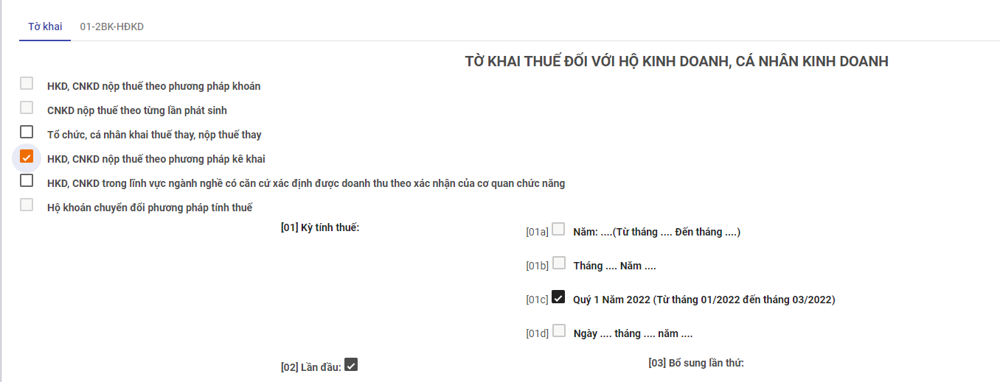 Tờ khai 01-2BK-HĐKD
TỜ KHAI THUẾ ĐỐI VỚI HỘ KINH DOANH, CÁ NHÂN KINH DOANH
HKD, CNKD nộp thuế theo phương pháp khoán
CNKD nộp thuế theo từng lần phát sinh
Tổ chức, cá nhân khai thuế thay, nộp thuế thay
HKD, CNKD nộp thuế theo phương pháp kê khai
HKD, CNKD trong lĩnh vực ngành nghề có căn cứ xác định được doanh thu theo xác nhận của cơ quan chức năng
Hộ khoán chuyển đổi phương pháp tính thuế
[01] Kỳ tính thuế: [01a] Năm: ....(Từ tháng .... Đến tháng ....)
[01b] Tháng .... Năm ....
[01c] Quý 1 Năm 2022 (Từ tháng 01/2022 đến tháng 03/2022)
[01d] Ngày .... tháng .... năm ....
[02] Lần đầu: [03] Bổ sung lần thứ: